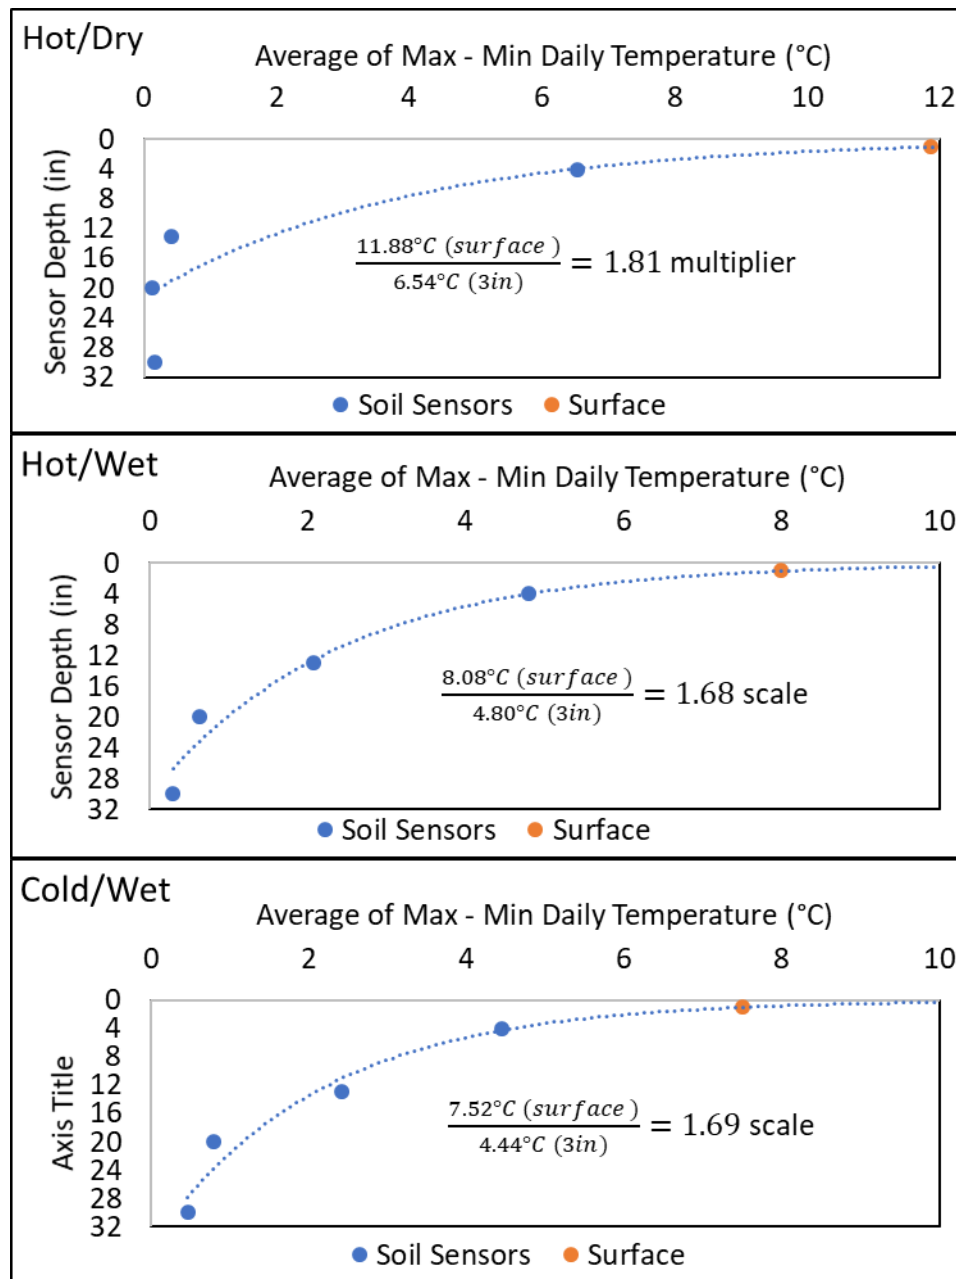 Hot/Dry
Average of Max - Min Daily Temperature (°C)
0 2 4 6 8 10 12
Sensor Depth (in)
0
4
8
12
16
20
24
28
32
11.88°C (surface )
6.54°C (3in)
= 1.81 multiplier
Soil Sensors Surface
Hot/Wet
Average of Max - Min Daily Temperature (°C)
0 2 4 6 8 10
Sensor Depth (in)
0
4
8
12
16
20
24
28
32
8.08°C (surface )
4.80°C (3in)
= 1.68 scale
Soil Sensors Surface
Cold/Wet
Average of Max - Min Daily Temperature (°C)
0 2 4 6 8 10
Axis Title
0
4
8
12
16
20
24
28
32
7.52°C (surface )
4.44°C (3in)
= 1.69 scale
Soil Sensors Surface